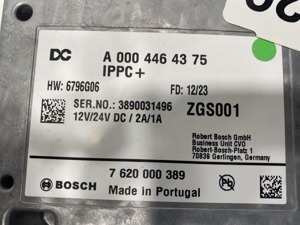 DC A 000 446 43 75
IPPC+
HW: 6796G06 FD: 12/23
SER.NO.: 3890031496 ZGS001
12V/24V DC / 2A/1A
Robert Bosch GmbH
Business Unit CVO
Robert-Bosch-Platz 1
70839 Gerlingen, Germany
BOSCH 7 620 000 389
Made in Portugal
Pb